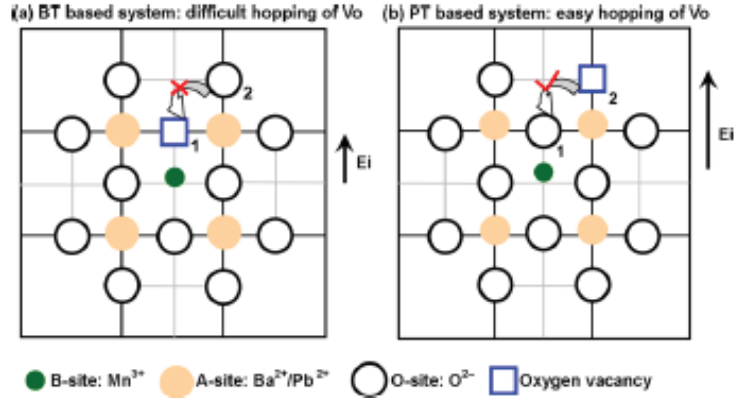 (a) BT based system: difficult hopping of Vo
(b) PT based system: easy hopping of Vo
2
1
Ei
2
1
Ei
B-site: Mn³⁺ A-site: Ba²⁺/Pb²⁺ O-site: O²⁻ Oxygen vacancy